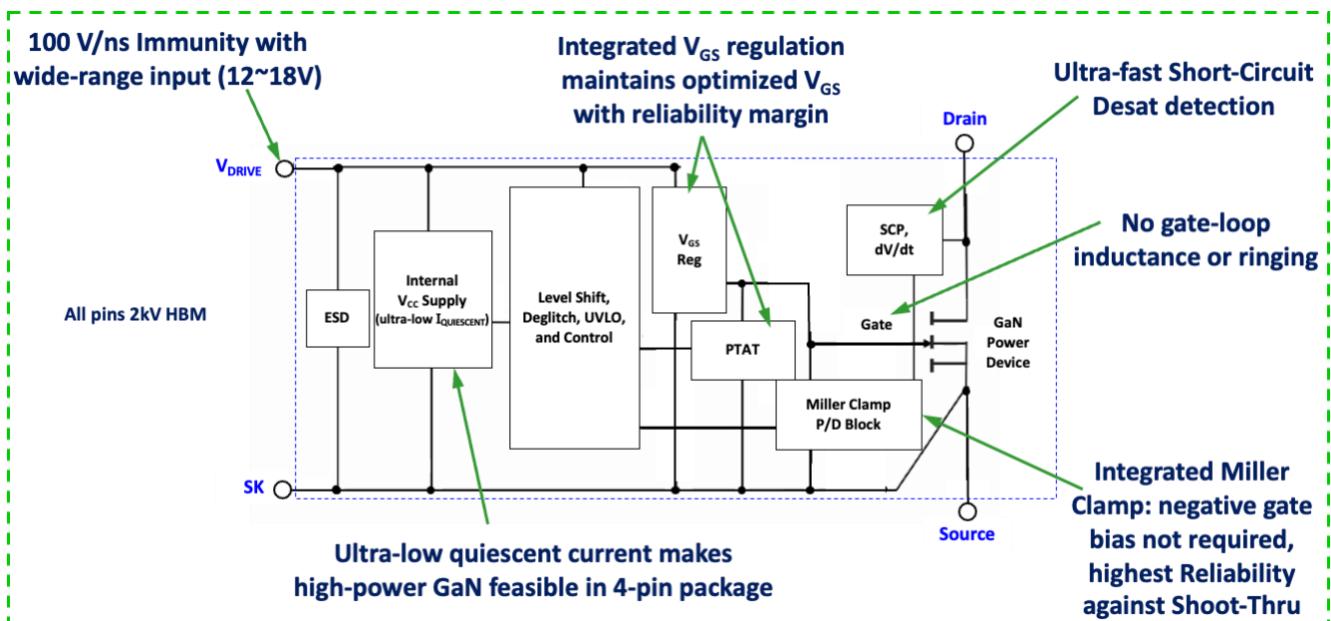 100 V/ns Immunity with
wide-range input (12~18V)
Integrated VGS regulation
maintains optimized VGS
with reliability margin
Ultra-fast Short-Circuit
Desat detection
Drain
VDRIVE
VGS
Reg
SCP,
dV/dt
No gate-loop
inductance or ringing
Internal
VCC Supply
(ultra-low IQUIESCENT)
Level Shift,
Deglitch, UVLO,
and Control
All pins 2kV HBM
ESD
Gate
GaN
Power
Device
PTAT
Miller Clamp
P/D Block
SK
Source
Integrated Miller
Clamp: negative gate
bias not required,
highest Reliability
against Shoot-Thru
Ultra-low quiescent current makes
high-power GaN feasible in 4-pin package